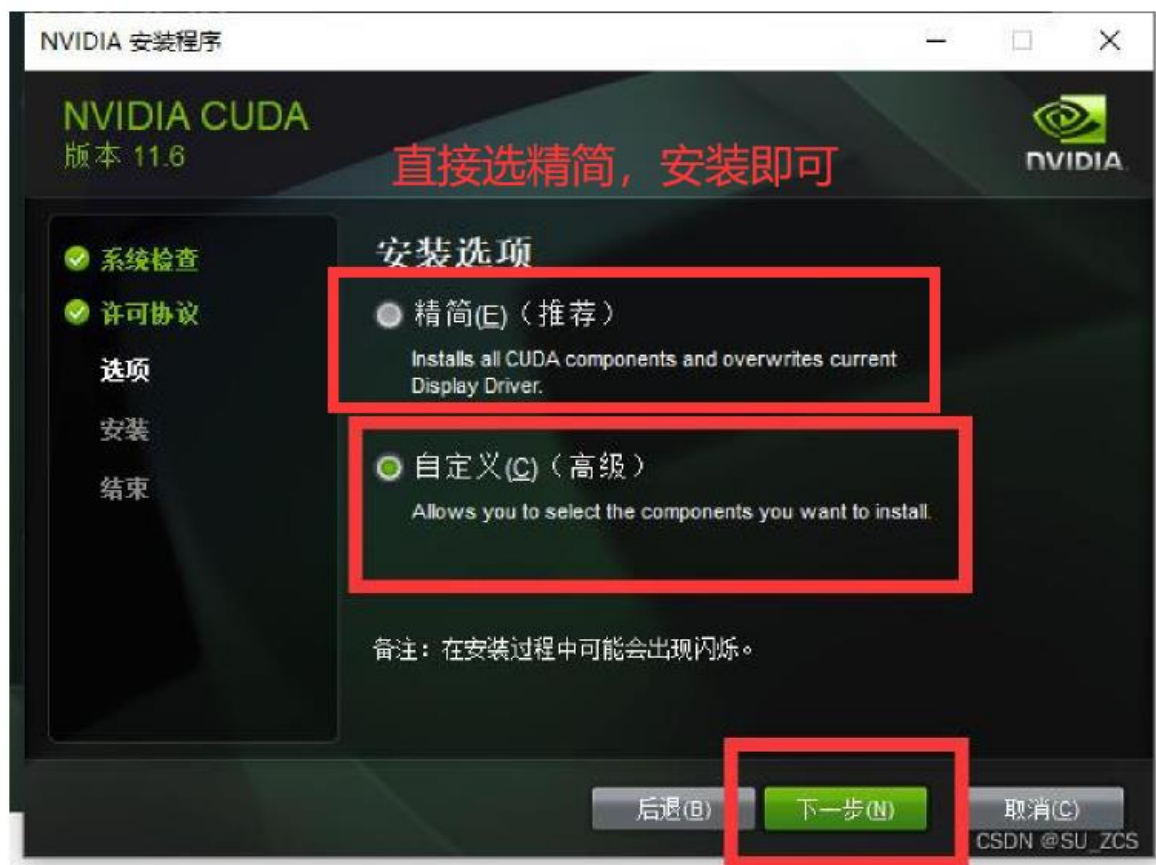 NVIDIA 安装程序
NVIDIA CUDA
版本 11.6
直接选精简，安装即可
NVIDIA
系统检查
许可协议
选项
安装
结束
安装选项
精简(E)（推荐）
Installs all CUDA components and overwrites current
Display Driver.
自定义(C)（高级）
Allows you to select the components you want to install.
备注：在安装过程中可能会出现闪烁。
后退(B)
下一步(N)
取消(C)
CSDN @SU_ZCS